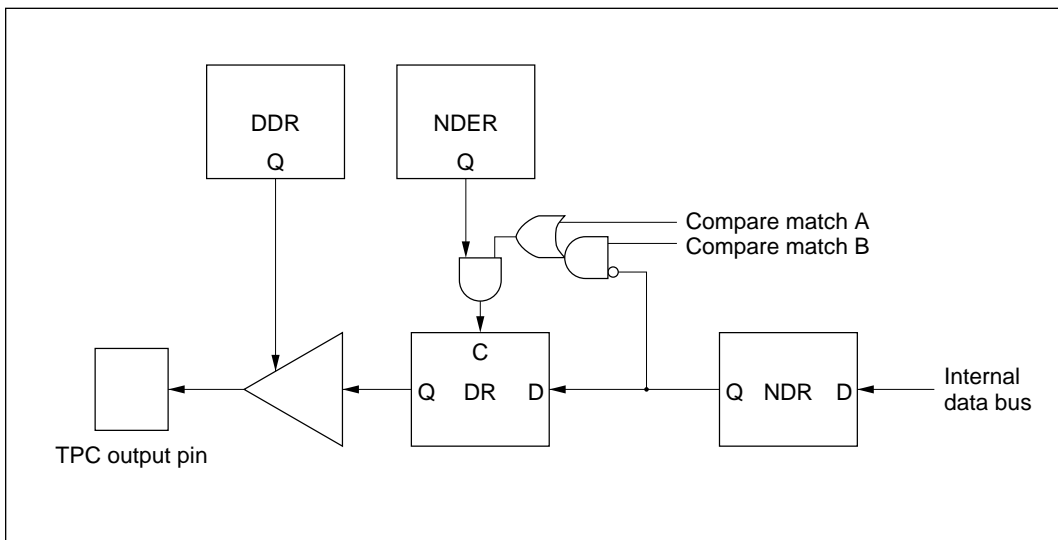 DDR
Q
NDER
Q
Compare match A
Compare match B
C
Q DR D
Q NDR D
Internal
data bus
TPC output pin